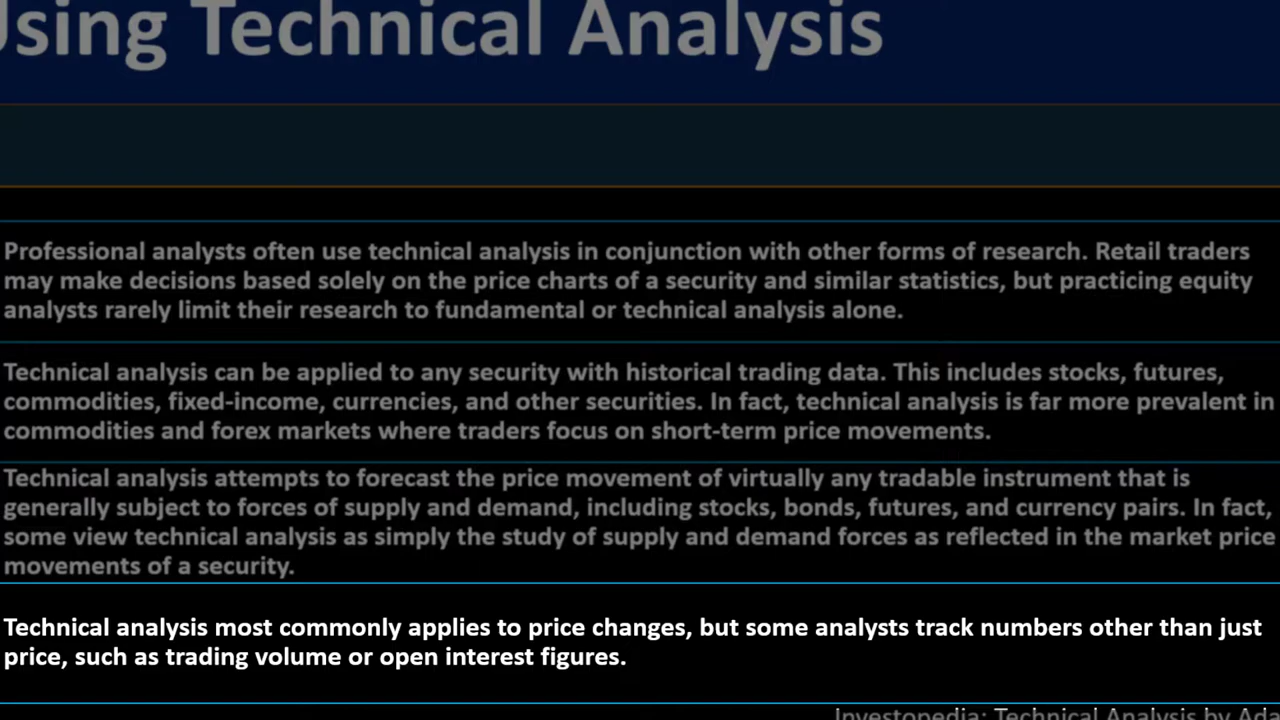 Using Technical Analysis
Professional analysts often use technical analysis in conjunction with other forms of research. Retail traders
may make decisions based solely on the price charts of a security and similar statistics, but practicing equity
analysts rarely limit their research to fundamental or technical analysis alone.
Technical analysis can be applied to any security with historical trading data. This includes stocks, futures,
commodities, fixed-income, currencies, and other securities. In fact, technical analysis is far more prevalent in
commodities and forex markets where traders focus on short-term price movements.
Technical analysis attempts to forecast the price movement of virtually any tradable instrument that is
generally subject to forces of supply and demand, including stocks, bonds, futures, and currency pairs. In fact,
some view technical analysis as simply the study of supply and demand forces as reflected in the market price
movements of a security.
Technical analysis most commonly applies to price changes, but some analysts track numbers other than just
price, such as trading volume or open interest figures.
Investopedia: Technical Analysis by Ada